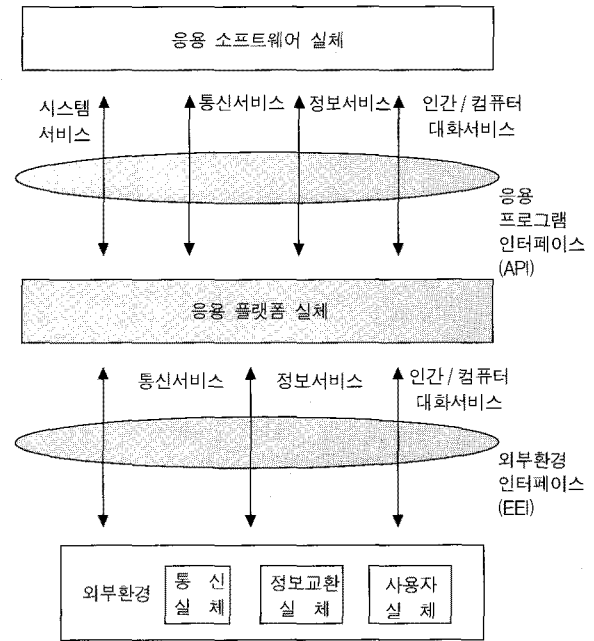 응용 소프트웨어 실체
시스템
서비스
통신서비스
정보서비스
인간 / 컴퓨터
대화서비스
응용
프로그램
인터페이스
(API)
응용 플랫폼 실체
통신서비스
정보서비스
인간 / 컴퓨터
대화서비스
외부환경
인터페이스
(EEI)
외부환경
통 신
실 체
정보교환
실 체
사용자
실 체